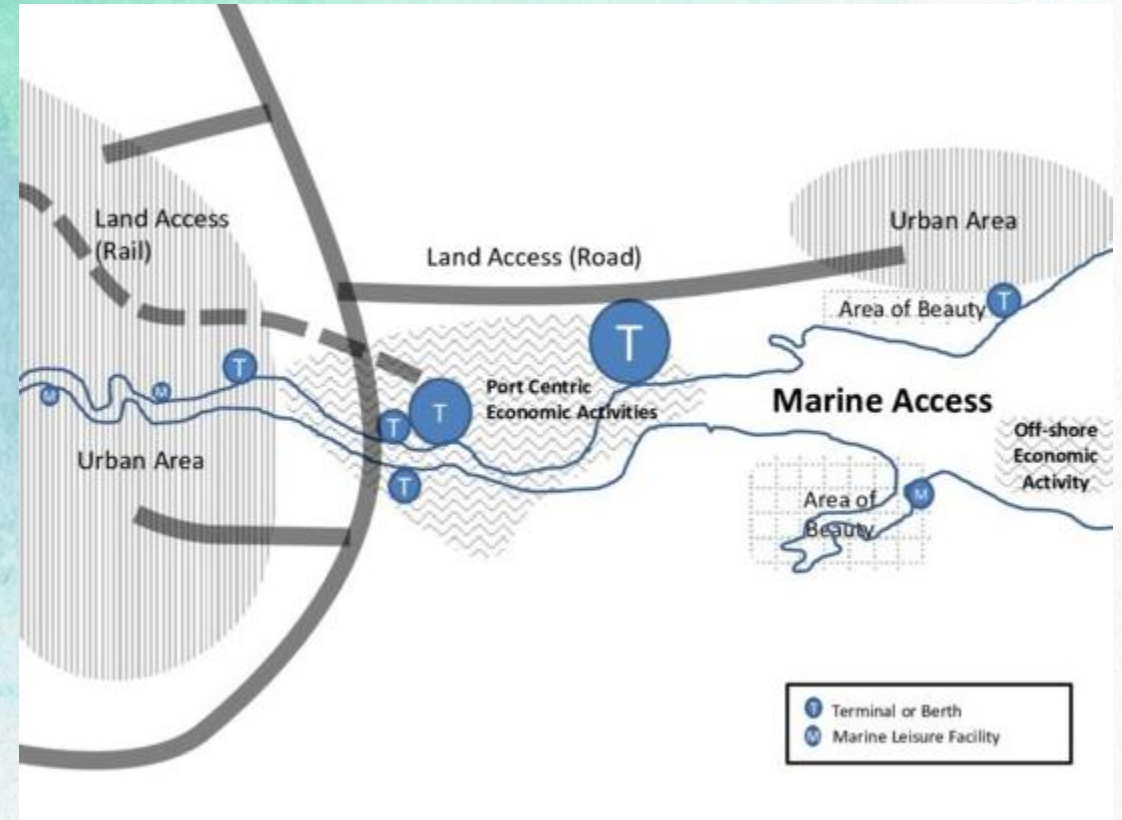 Land Access
(Rail)
Land Access (Road)
Urban Area
Area of Beauty
T
T
T
Port Centric
Economic Activities
T
T
T
M
M
Marine Access
Off-shore
Economic
Activity
Urban Area
Area of
Beauty
M
T Terminal or Berth
M Marine Leisure Facility